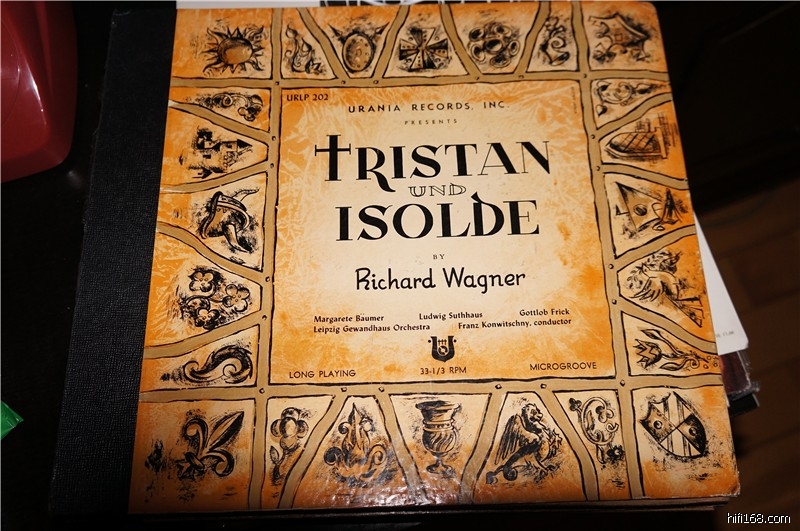 URLP 202
URANIA RECORDS, INC.
PRESENTS
TRISTAN
UND
ISOLDE
BY
Richard Wagner
Margarete Baumer Ludwig Suthhaus Gottlob Frick
Leipzig Gewandhaus Orchestra Franz Konwitschny, conductor
LONG PLAYING 33-1/3 RPM MICROGROOVE
hifi168.com